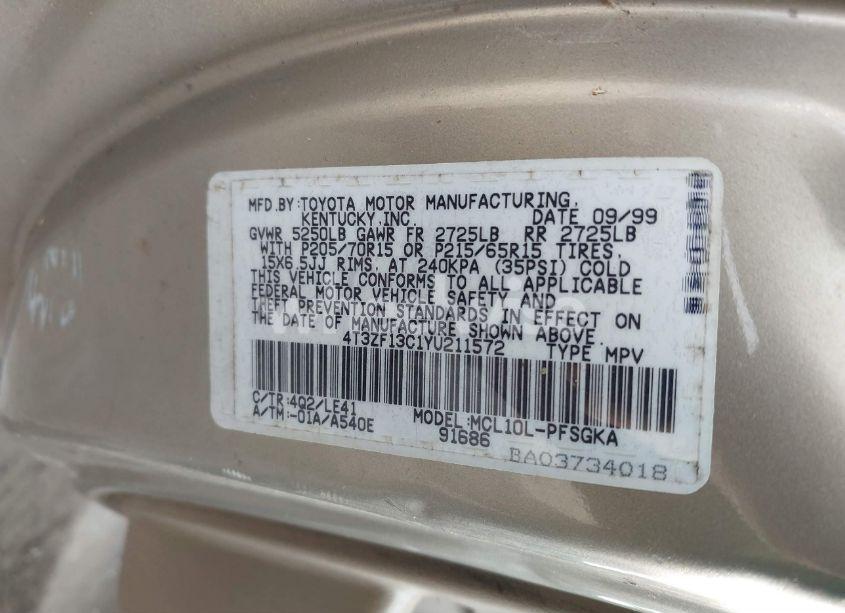 MFD.BY:TOYOTA MOTOR MANUFACTURING,
KENTUCKY,INC. DATE 09/99
GVWR 5250LB GAWR FR 2725LB RR 2725LB
WITH P205/70R15 OR P215/65R15 TIRES,
15X6.5JJ RIMS, AT 240KPA (35PSI) COLD
THIS VEHICLE CONFORMS TO ALL APPLICABLE
FEDERAL MOTOR VEHICLE SAFETY AND
THEFT PREVENTION STANDARDS IN EFFECT ON
THE DATE OF MANUFACTURE SHOWN ABOVE.
4T3ZF13C1YU211572 TYPE MPV
C/TR:4Q2/LE41 MODEL:MCL10L-PFSGKA
A/TM:-01A/A540E 91686
BA03734018